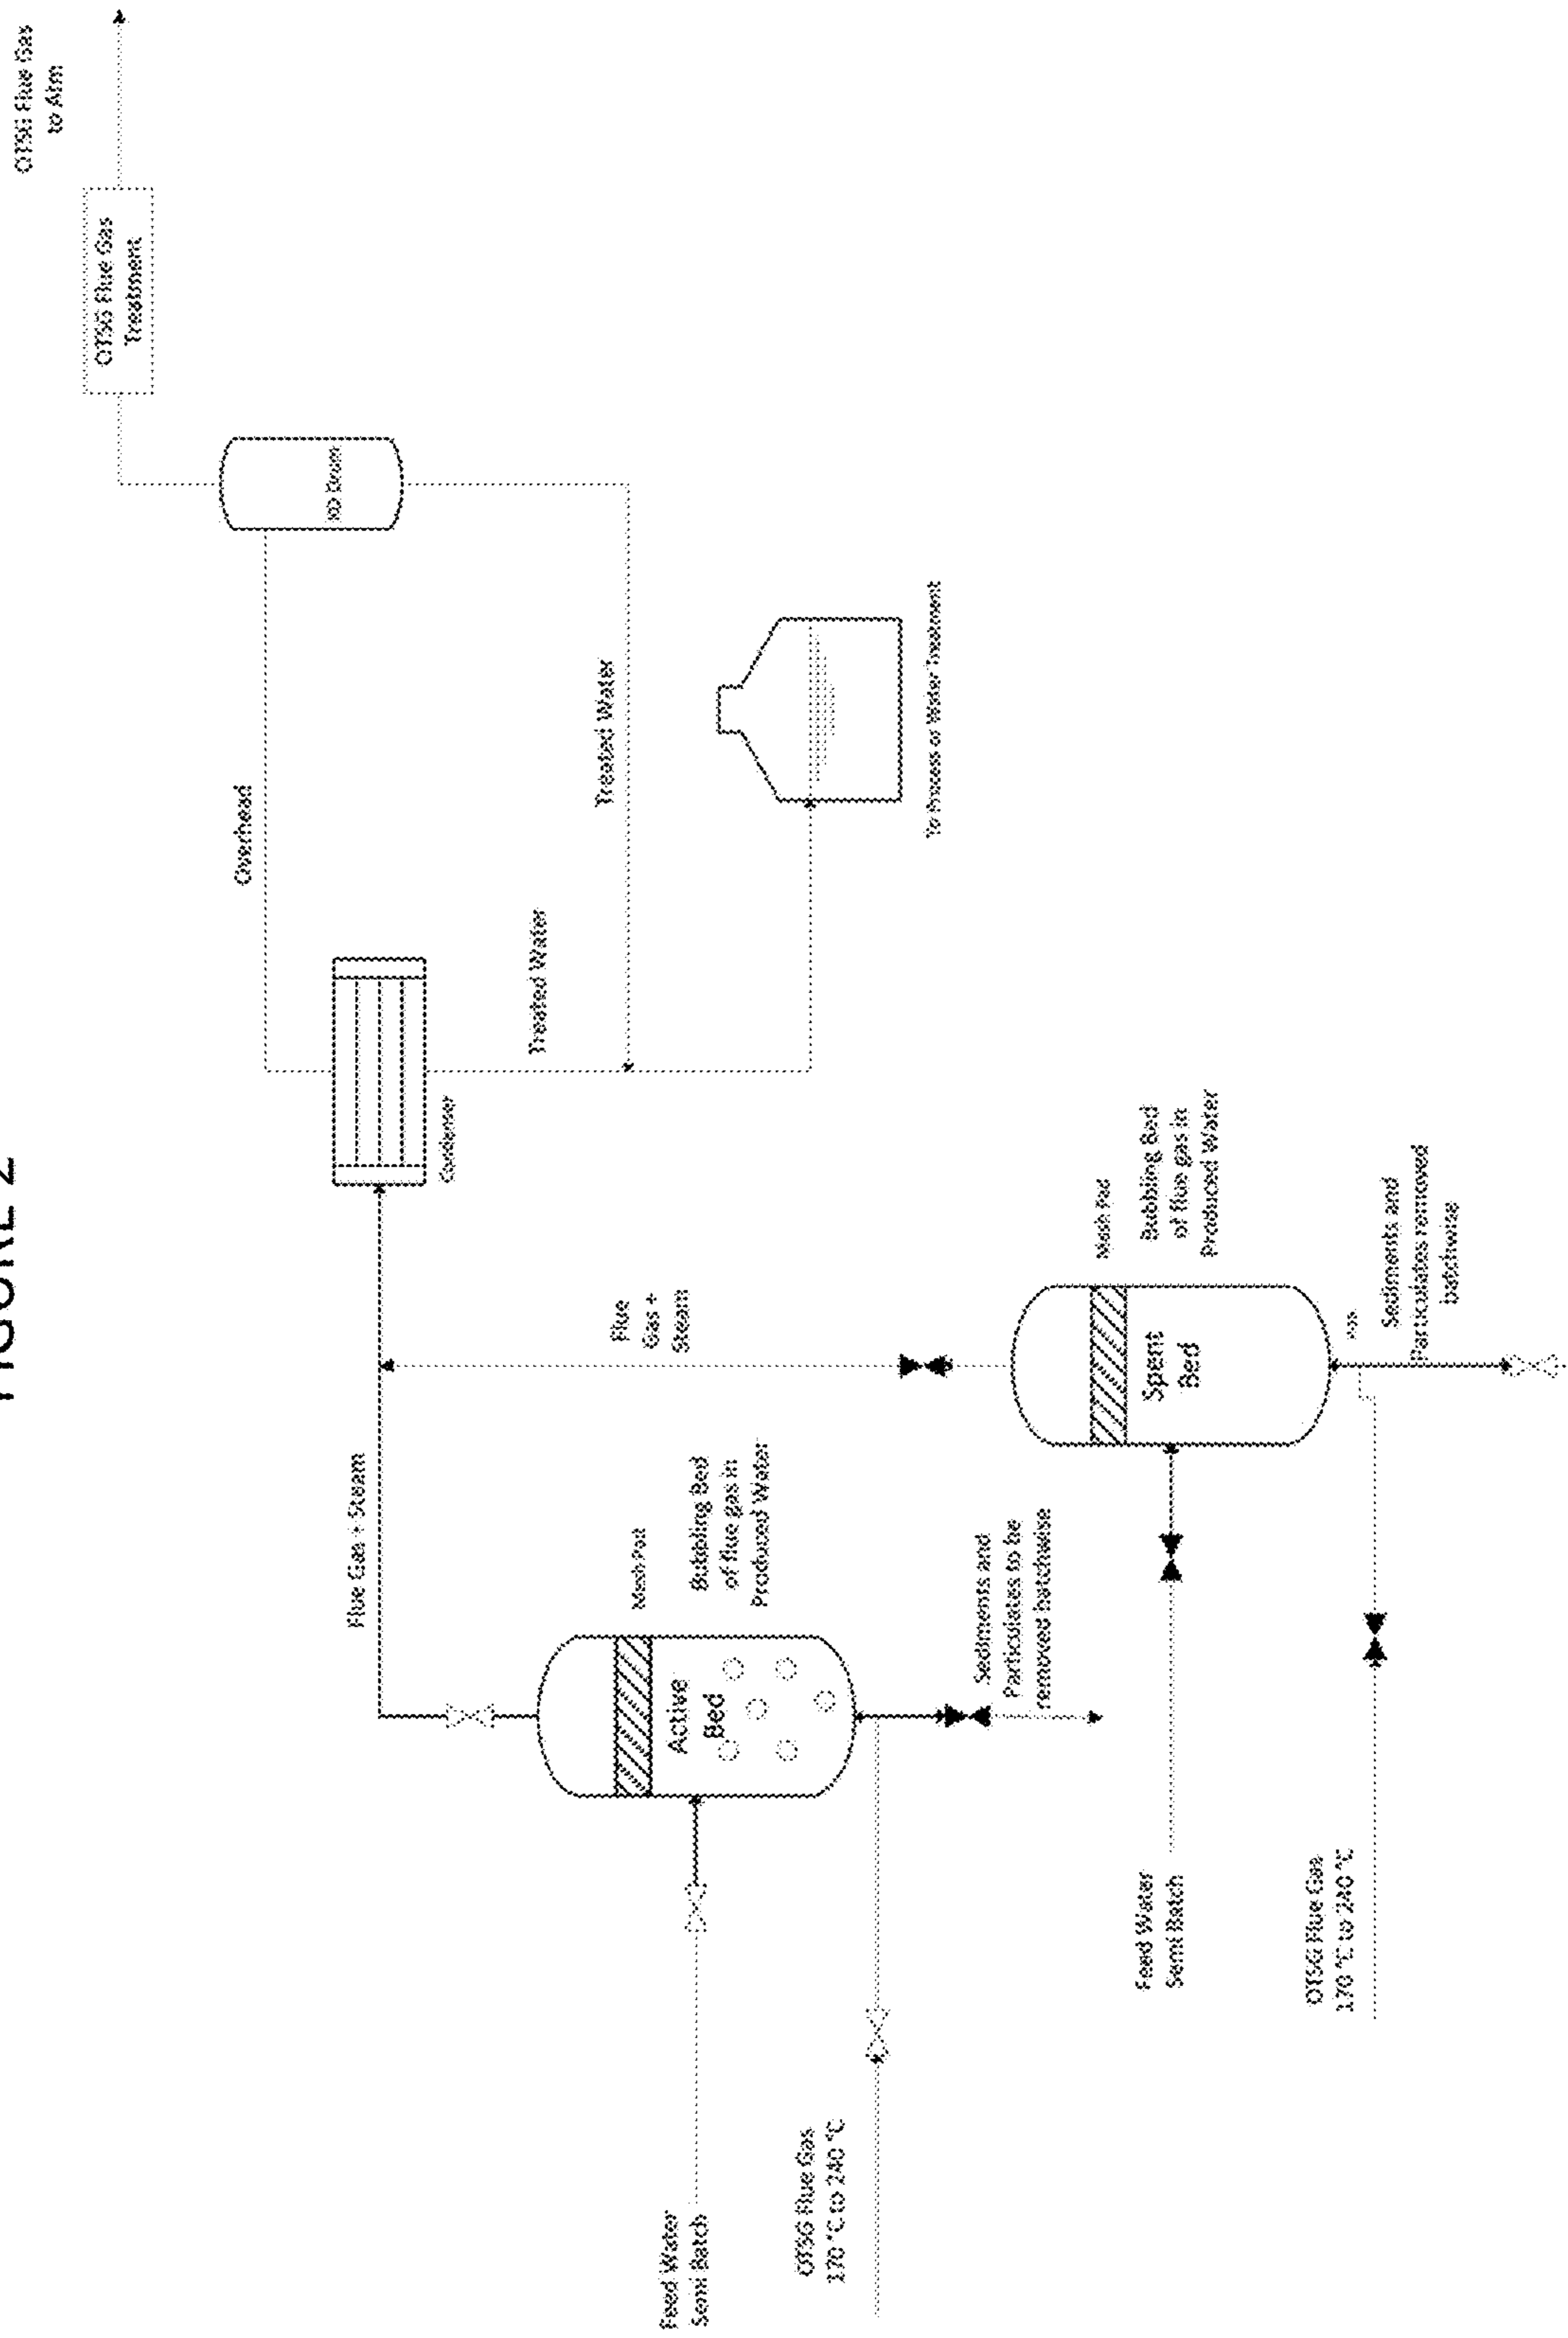 FIGURE 2
OTSG Flue Gas
to Atm
OTSG Flue Gas
Treatment
KO Drum
Overhead
Condenser
Treated Water
Treated Water
To Process or Water Treatment
Flue Gas + Steam
Flue
Gas +
Steam
Mesh Pad
Active
Bed
Bubbling Bed
of flue gas in
Produced Water
Feed Water
Semi Batch
OTSG Flue Gas
170 °C to 240 °C
Sediments and
Particulates to be
removed batchwise
Mesh Pad
Spent
Bed
Bubbling Bed
of flue gas in
Produced Water
Feed Water
Semi Batch
OTSG Flue Gas
170 °C to 240 °C
Sediments and
Particulates removed
batchwise